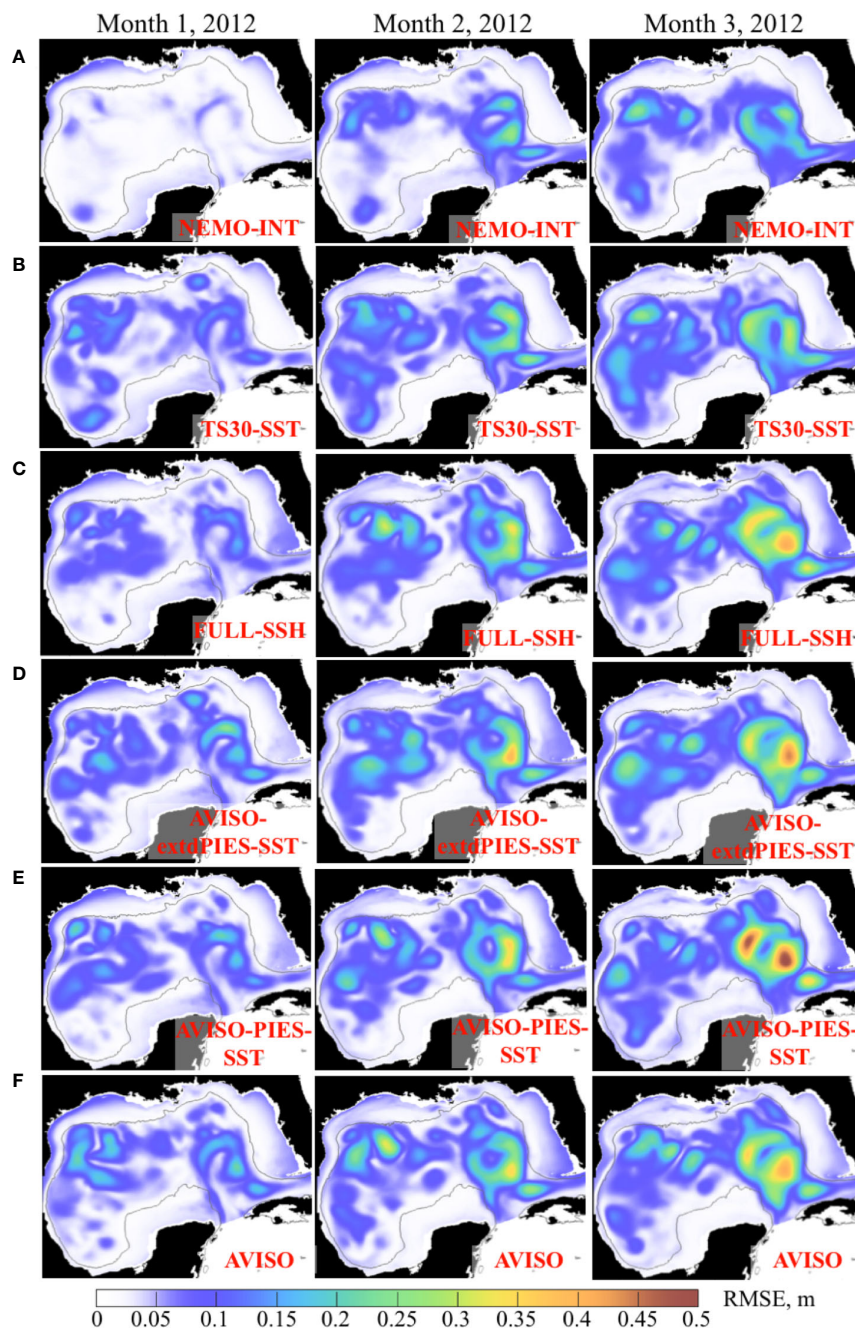 Month 1, 2012 Month 2, 2012 Month 3, 2012
A
NEMO-INT NEMO-INT NEMO-INT
B
TS30-SST TS30-SST TS30-SST
C
FULL-SSH FULL-SSH FULL-SSH
D
AVISO- AVISO- AVISO-
extdPIES-SST extdPIES-SST extdPIES-SST
E
AVISO-PIES- AVISO-PIES- AVISO-PIES-
SST SST SST
F
AVISO AVISO AVISO
RMSE, m
0 0.05 0.1 0.15 0.2 0.25 0.3 0.35 0.4 0.45 0.5